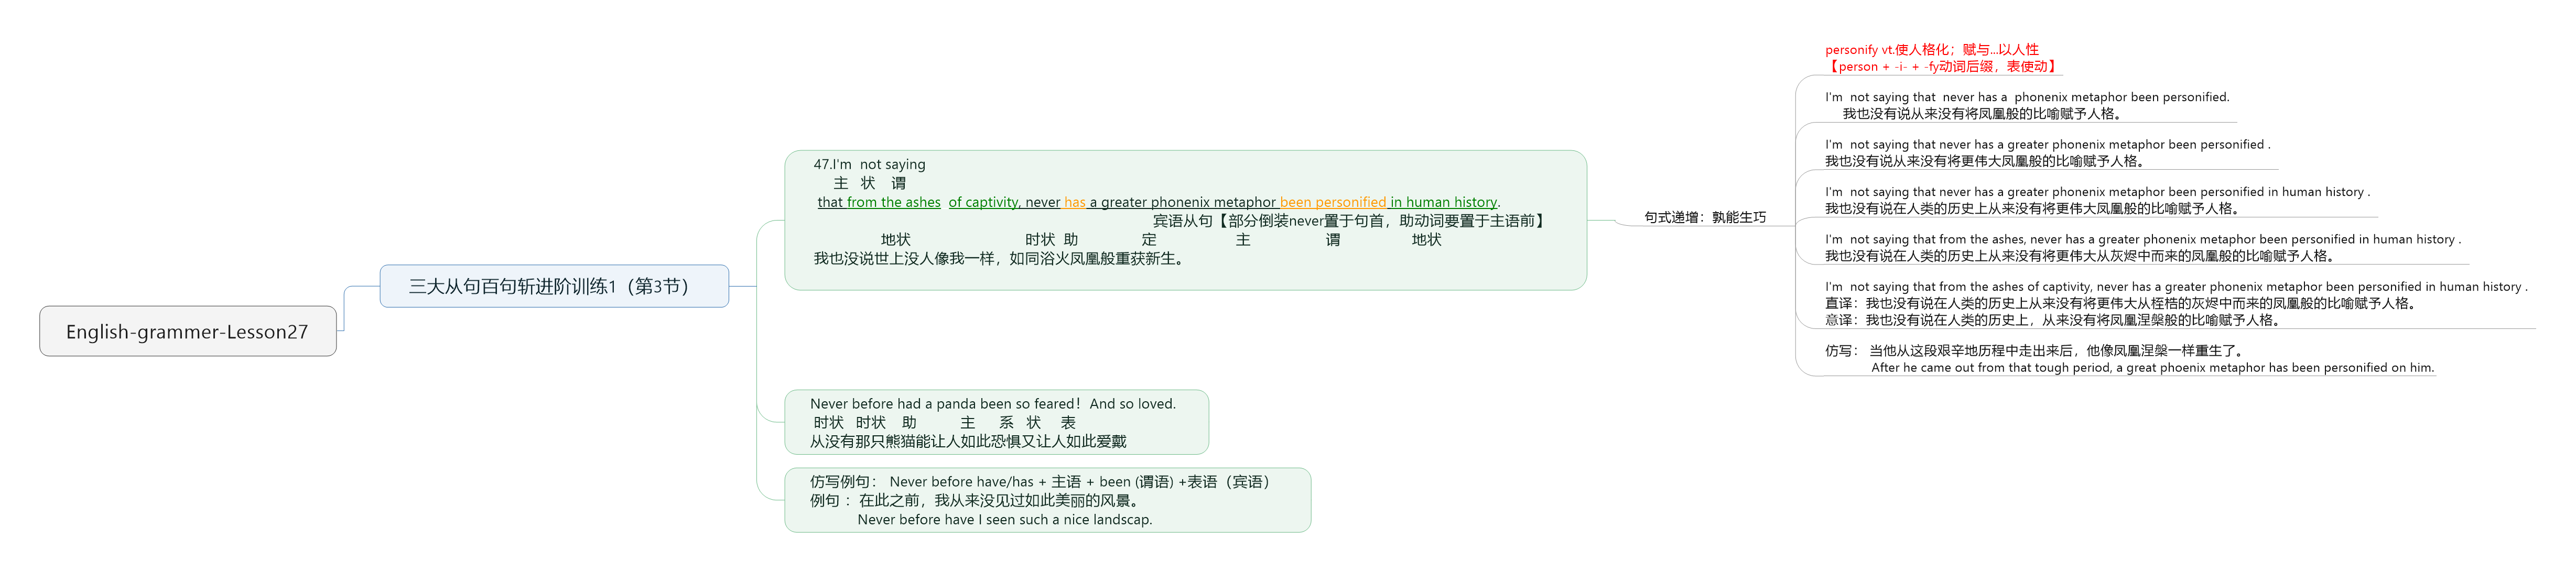 English-grammer-Lesson27
三大从句百句斩进阶训练1（第3节）
47.I'm  not saying
主   状    谓
that from the ashes  of captivity, never has a greater phonenix metaphor been personified in human history.
宾语从句【部分倒装never置于句首，助动词要置于主语前】
地状    时状  助    定    主    谓    地状
我也没说世上没人像我一样，如同浴火凤凰般重获新生。
句式递增：孰能生巧
personify vt.使人格化；赋与...以人性
【person + -i- + -fy动词后缀，表使动】
I'm  not saying that  never has a  phonenix metaphor been personified.
我也没有说从来没有将凤凰般的比喻赋予人格。
I'm  not saying that never has a greater phonenix metaphor been personified .
我也没有说从来没有将更伟大凤凰般的比喻赋予人格。
I'm  not saying that never has a greater phonenix metaphor been personified in human history .
我也没有说在人类的历史上从来没有将更伟大凤凰般的比喻赋予人格。
I'm  not saying that from the ashes, never has a greater phonenix metaphor been personified in human history .
我也没有说在人类的历史上从来没有将更伟大从灰烬中而来的凤凰般的比喻赋予人格。
I'm  not saying that from the ashes of captivity, never has a greater phonenix metaphor been personified in human history .
直译：我也没有说在人类的历史上从来没有将更伟大从桎梏的灰烬中而来的凤凰般的比喻赋予人格。
意译：我也没有说在人类的历史上，从来没有将凤凰涅槃般的比喻赋予人格。
仿写： 当他从这段艰辛地历程中走出来后，他像凤凰涅槃一样重生了。
After he came out from that tough period, a great phoenix metaphor has been personified on him.
Never before had a panda been so feared！And so loved.
时状   时状    助    主    系   状    表
从没有那只熊猫能让人如此恐惧又让人如此爱戴
仿写例句： Never before have/has + 主语 + been (谓语) +表语（宾语）
例句 ：在此之前，我从来没见过如此美丽的风景。
Never before have I seen such a nice landscap.